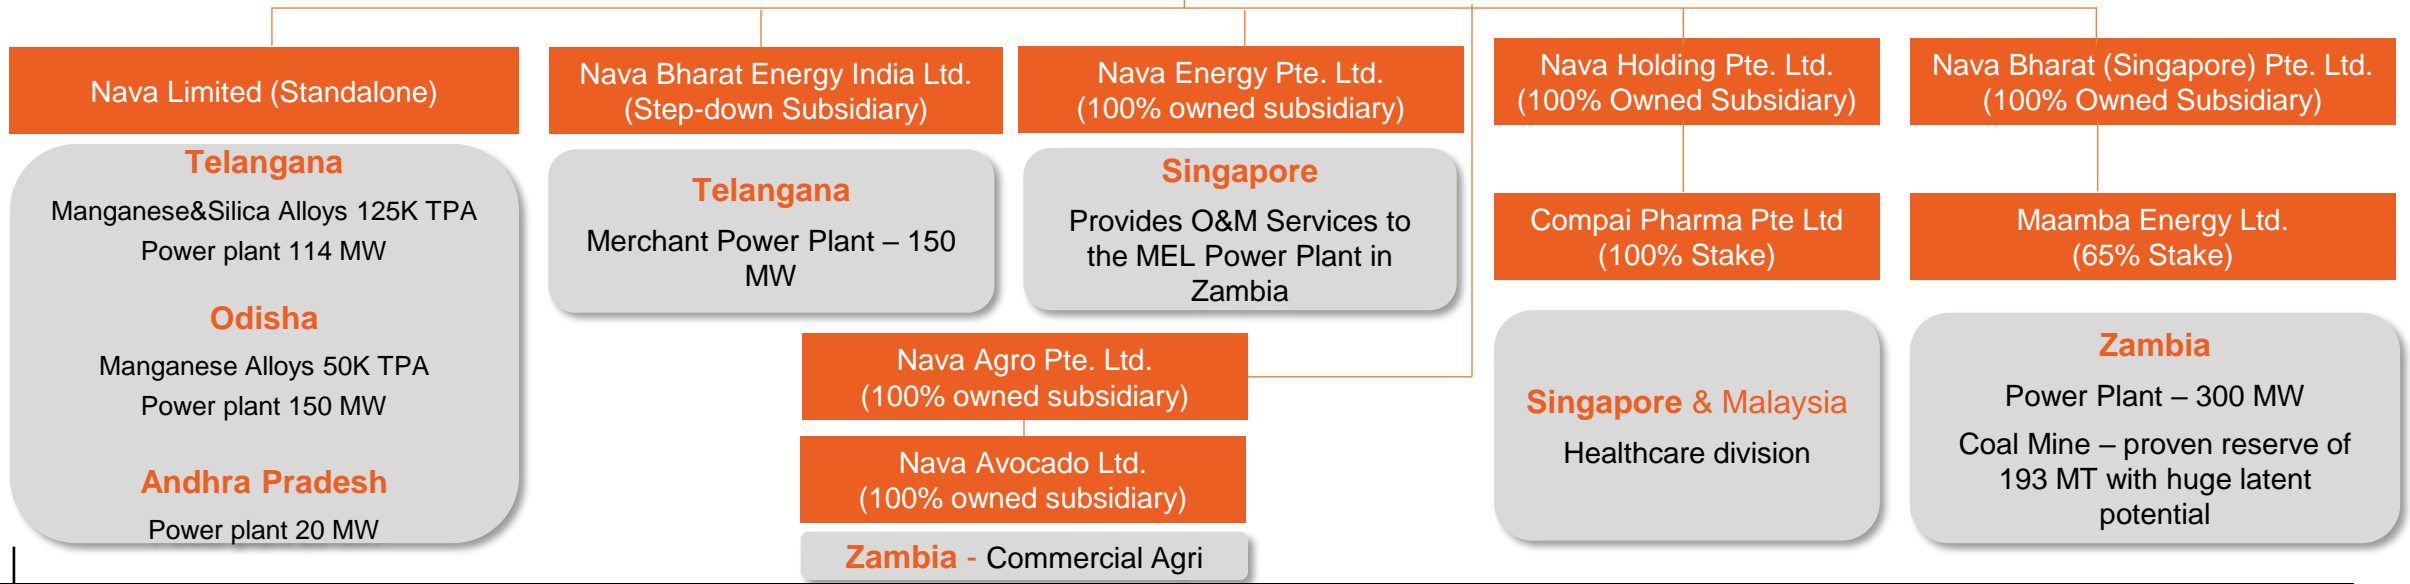 Nava Limited (Standalone)
Telangana
Manganese&Silica Alloys 125K TPA
Power plant 114 MW
Odisha
Manganese Alloys 50K TPA
Power plant 150 MW
Andhra Pradesh
Power plant 20 MW
Nava Bharat Energy India Ltd.
(Step-down Subsidiary)
Telangana
Merchant Power Plant – 150
MW
Nava Energy Pte. Ltd.
(100% owned subsidiary)
Singapore
Provides O&M Services to
the MEL Power Plant in
Zambia
Nava Agro Pte. Ltd.
(100% owned subsidiary)
Nava Avocado Ltd.
(100% owned subsidiary)
Zambia - Commercial Agri
Nava Holding Pte. Ltd.
(100% Owned Subsidiary)
Compai Pharma Pte Ltd
(100% Stake)
Singapore & Malaysia
Healthcare division
Nava Bharat (Singapore) Pte. Ltd.
(100% Owned Subsidiary)
Maamba Energy Ltd.
(65% Stake)
Zambia
Power Plant – 300 MW
Coal Mine – proven reserve of
193 MT with huge latent
potential